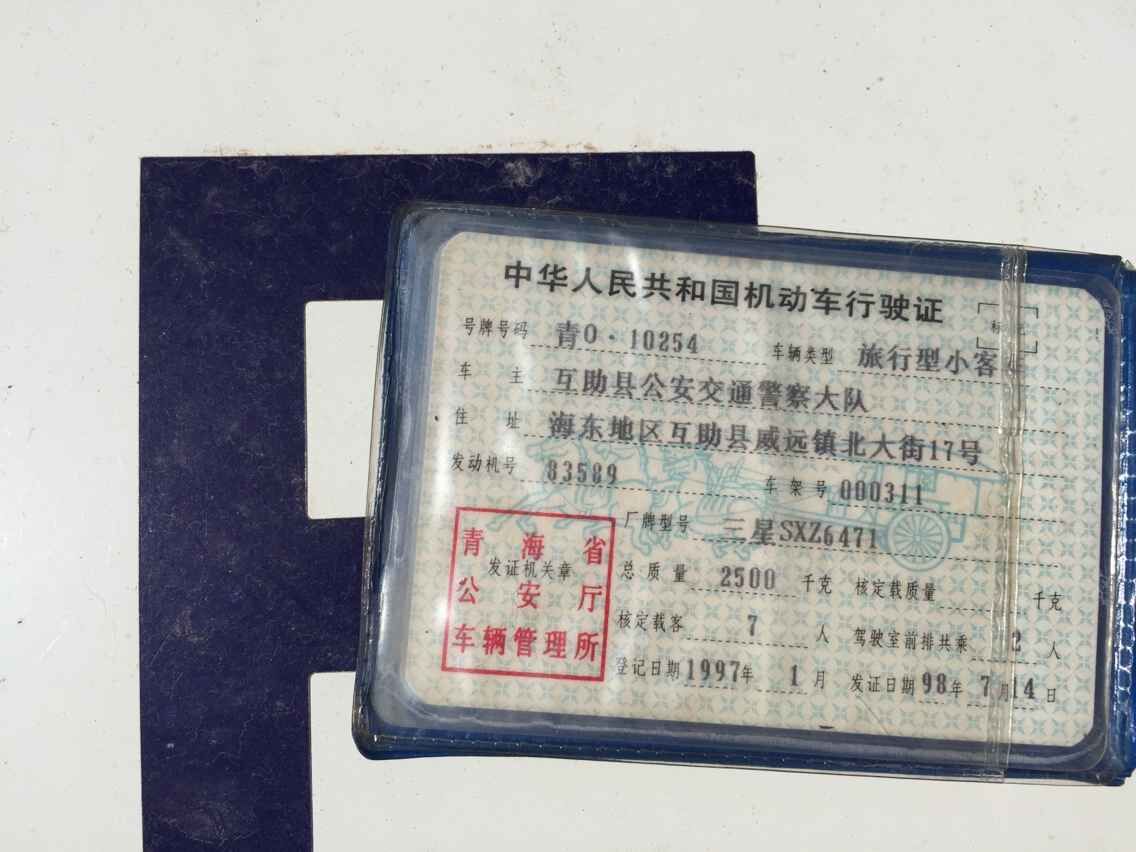 中华人民共和国机动车行驶证
号牌号码 青0·10254 车辆类型 旅行型小客
车主 互助县公安交通警察大队
住址 海东地区互助县威远镇北大街17号
发动机号 83589 车架号 000311
厂牌型号 三星SXZ6471
总质量 2500 千克 核定载质量 千克
核定载客 7 人 驾驶室前排共乘 2 人
登记日期 1997年 1 月 发证日期 98年 7月14日
青海省
发证机关章
公安厅
车辆管理所